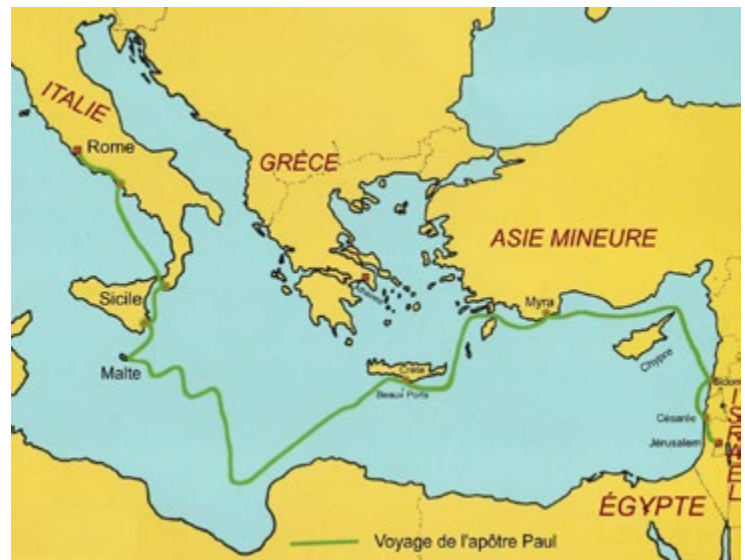 ITALIE
Rome
GRÈCE
ASIE MINEURE
Sicile
Myra
Malte
Crète
Beaux Ports
Chypre
Sidon
Césarée
Jérusalem
ISRAEL
ÉGYPTE
Voyage de l'apôtre Paul